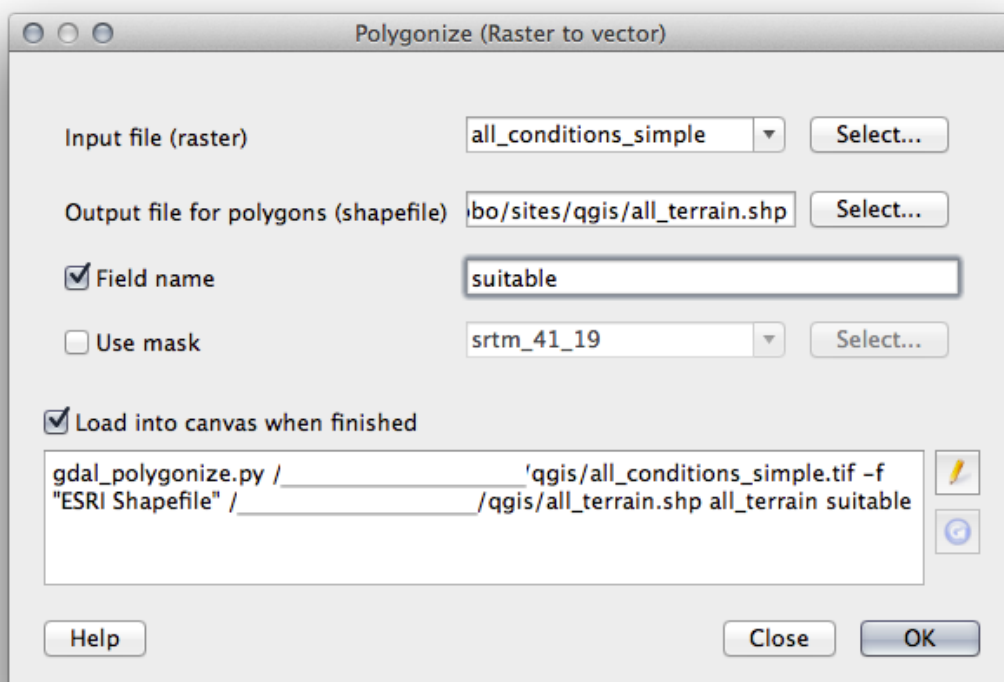 Polygonize (Raster to vector)
Input file (raster) all_conditions_simple Select...
Output file for polygons (shapefile) bo/sites/qgis/all_terrain.shp Select...
Field name suitable
Use mask srtm_41_19 Select...
Load into canvas when finished
gdal_polygonize.py /____________________/qgis/all_conditions_simple.tif -f
"ESRI Shapefile" /____________________/qgis/all_terrain.shp all_terrain suitable
Help Close OK